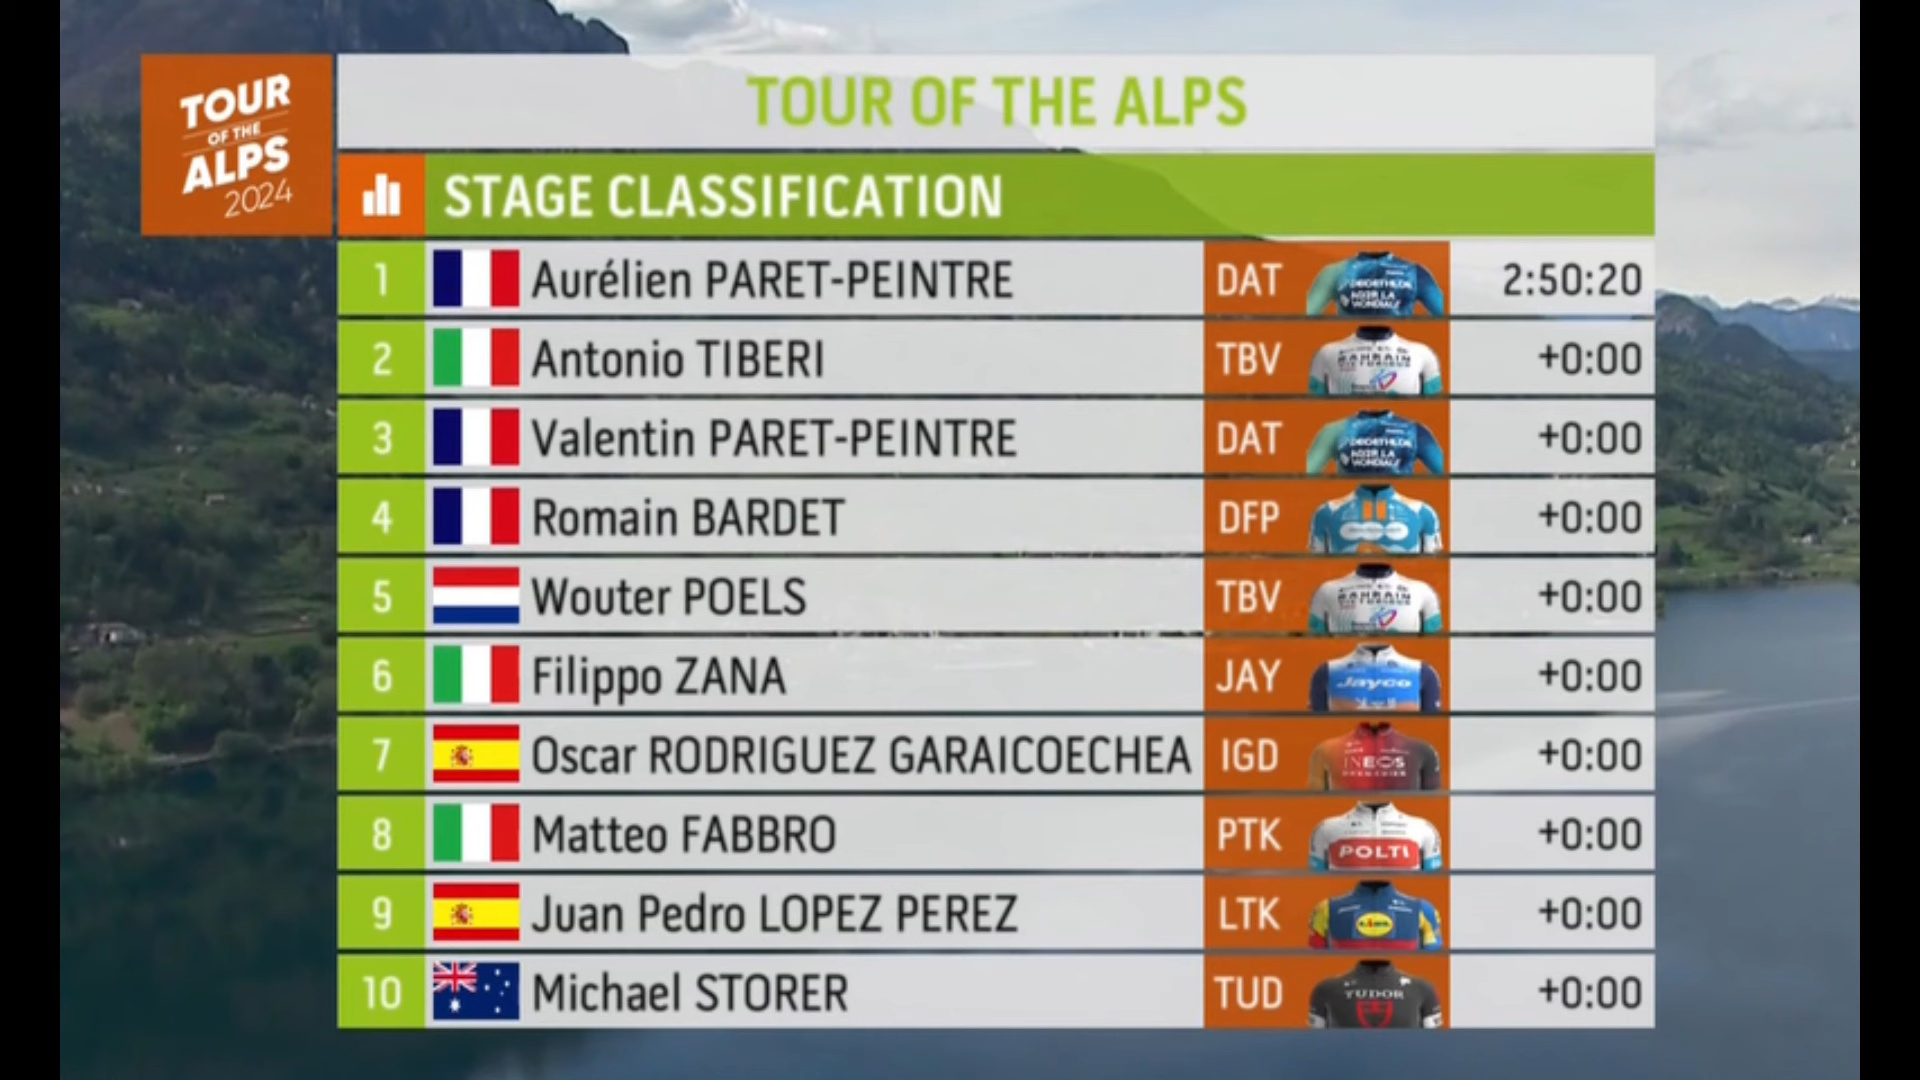 TOUR
OF THE
ALPS
2024
TOUR OF THE ALPS
STAGE CLASSIFICATION
1 Aurélien PARET-PEINTRE DAT 2:50:20
2 Antonio TIBERI TBV +0:00
3 Valentin PARET-PEINTRE DAT +0:00
4 Romain BARDET DFP +0:00
5 Wouter POELS TBV +0:00
6 Filippo ZANA JAY Jayco +0:00
7 Oscar RODRIGUEZ GARAICOECHEA IGD INEOS +0:00
8 Matteo FABBRO PTK POLTI +0:00
9 Juan Pedro LOPEZ PEREZ LTK +0:00
10 Michael STORER TUD TUDOR +0:00